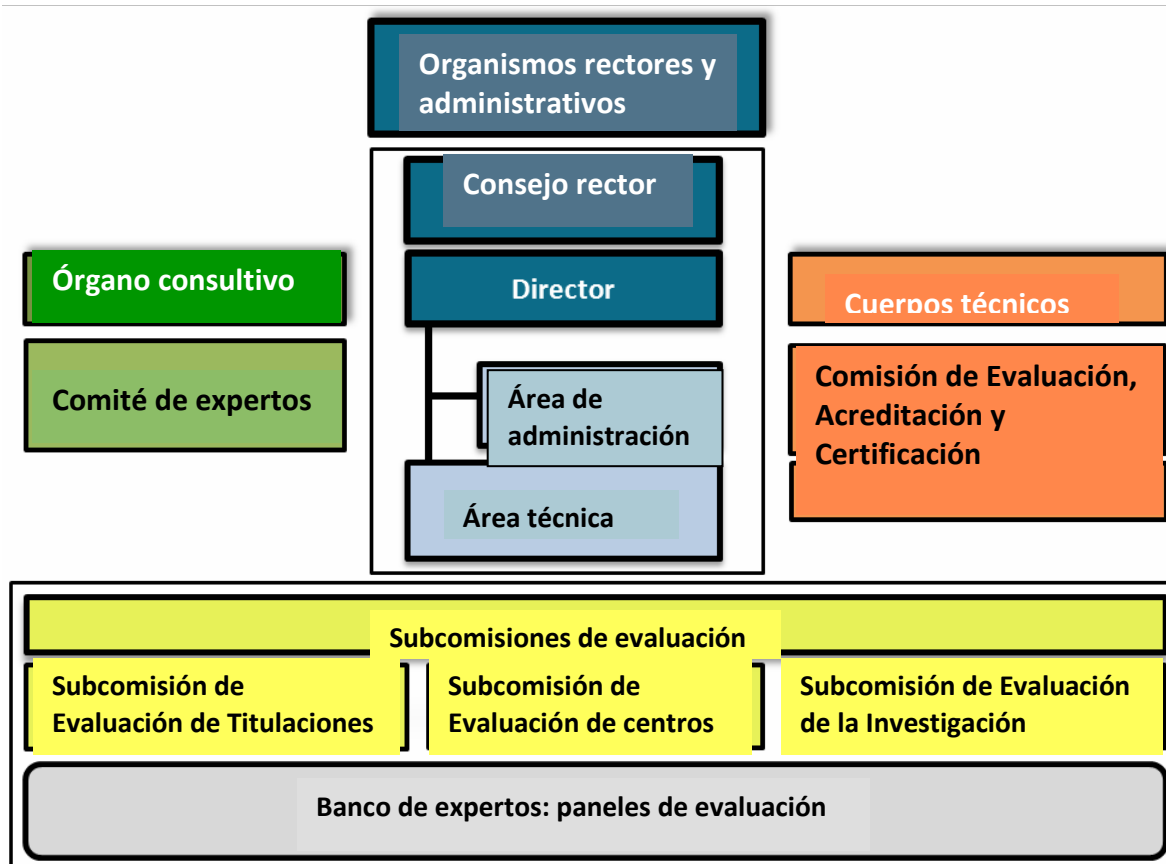 Organismos rectores y
administrativos
Consejo rector
Órgano consultivo
Director
Cuerpos técnicos
Comité de expertos
Área de
administración
Comisión de Evaluación,
Acreditación y
Certificación
Área técnica
Subcomisiones de evaluación
Subcomisión de
Evaluación de Titulaciones
Subcomisión de
Evaluación de centros
Subcomisión de Evaluación
de la Investigación
Banco de expertos: paneles de evaluación